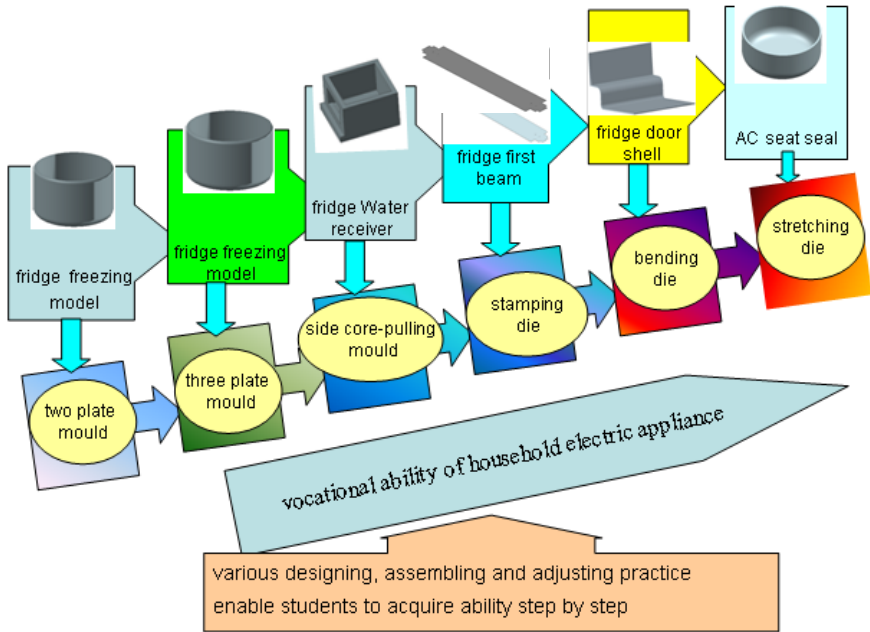 fridge freezing
model
fridge freezing
model
fridge Water
receiver
fridge first
beam
fridge door
shell
AC seat seal
two plate
mould
three plate
mould
side core-pulling
mould
stamping
die
bending
die
stretching
die
vocational ability of household electric appliance
various designing, assembling and adjusting practice
enable students to acquire ability step by step